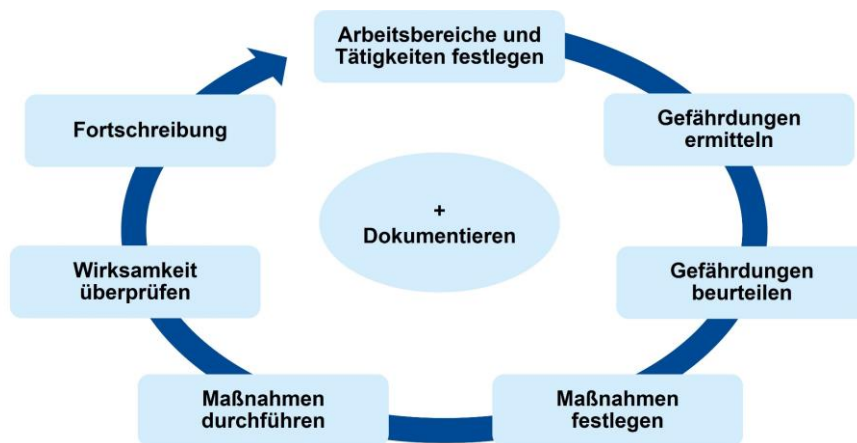 Arbeitsbereiche und
Tätigkeiten festlegen
Gefährdungen
ermitteln
Gefährdungen
beurteilen
Maßnahmen
festlegen
Maßnahmen
durchführen
Wirksamkeit
überprüfen
Fortschreibung
+
Dokumentieren